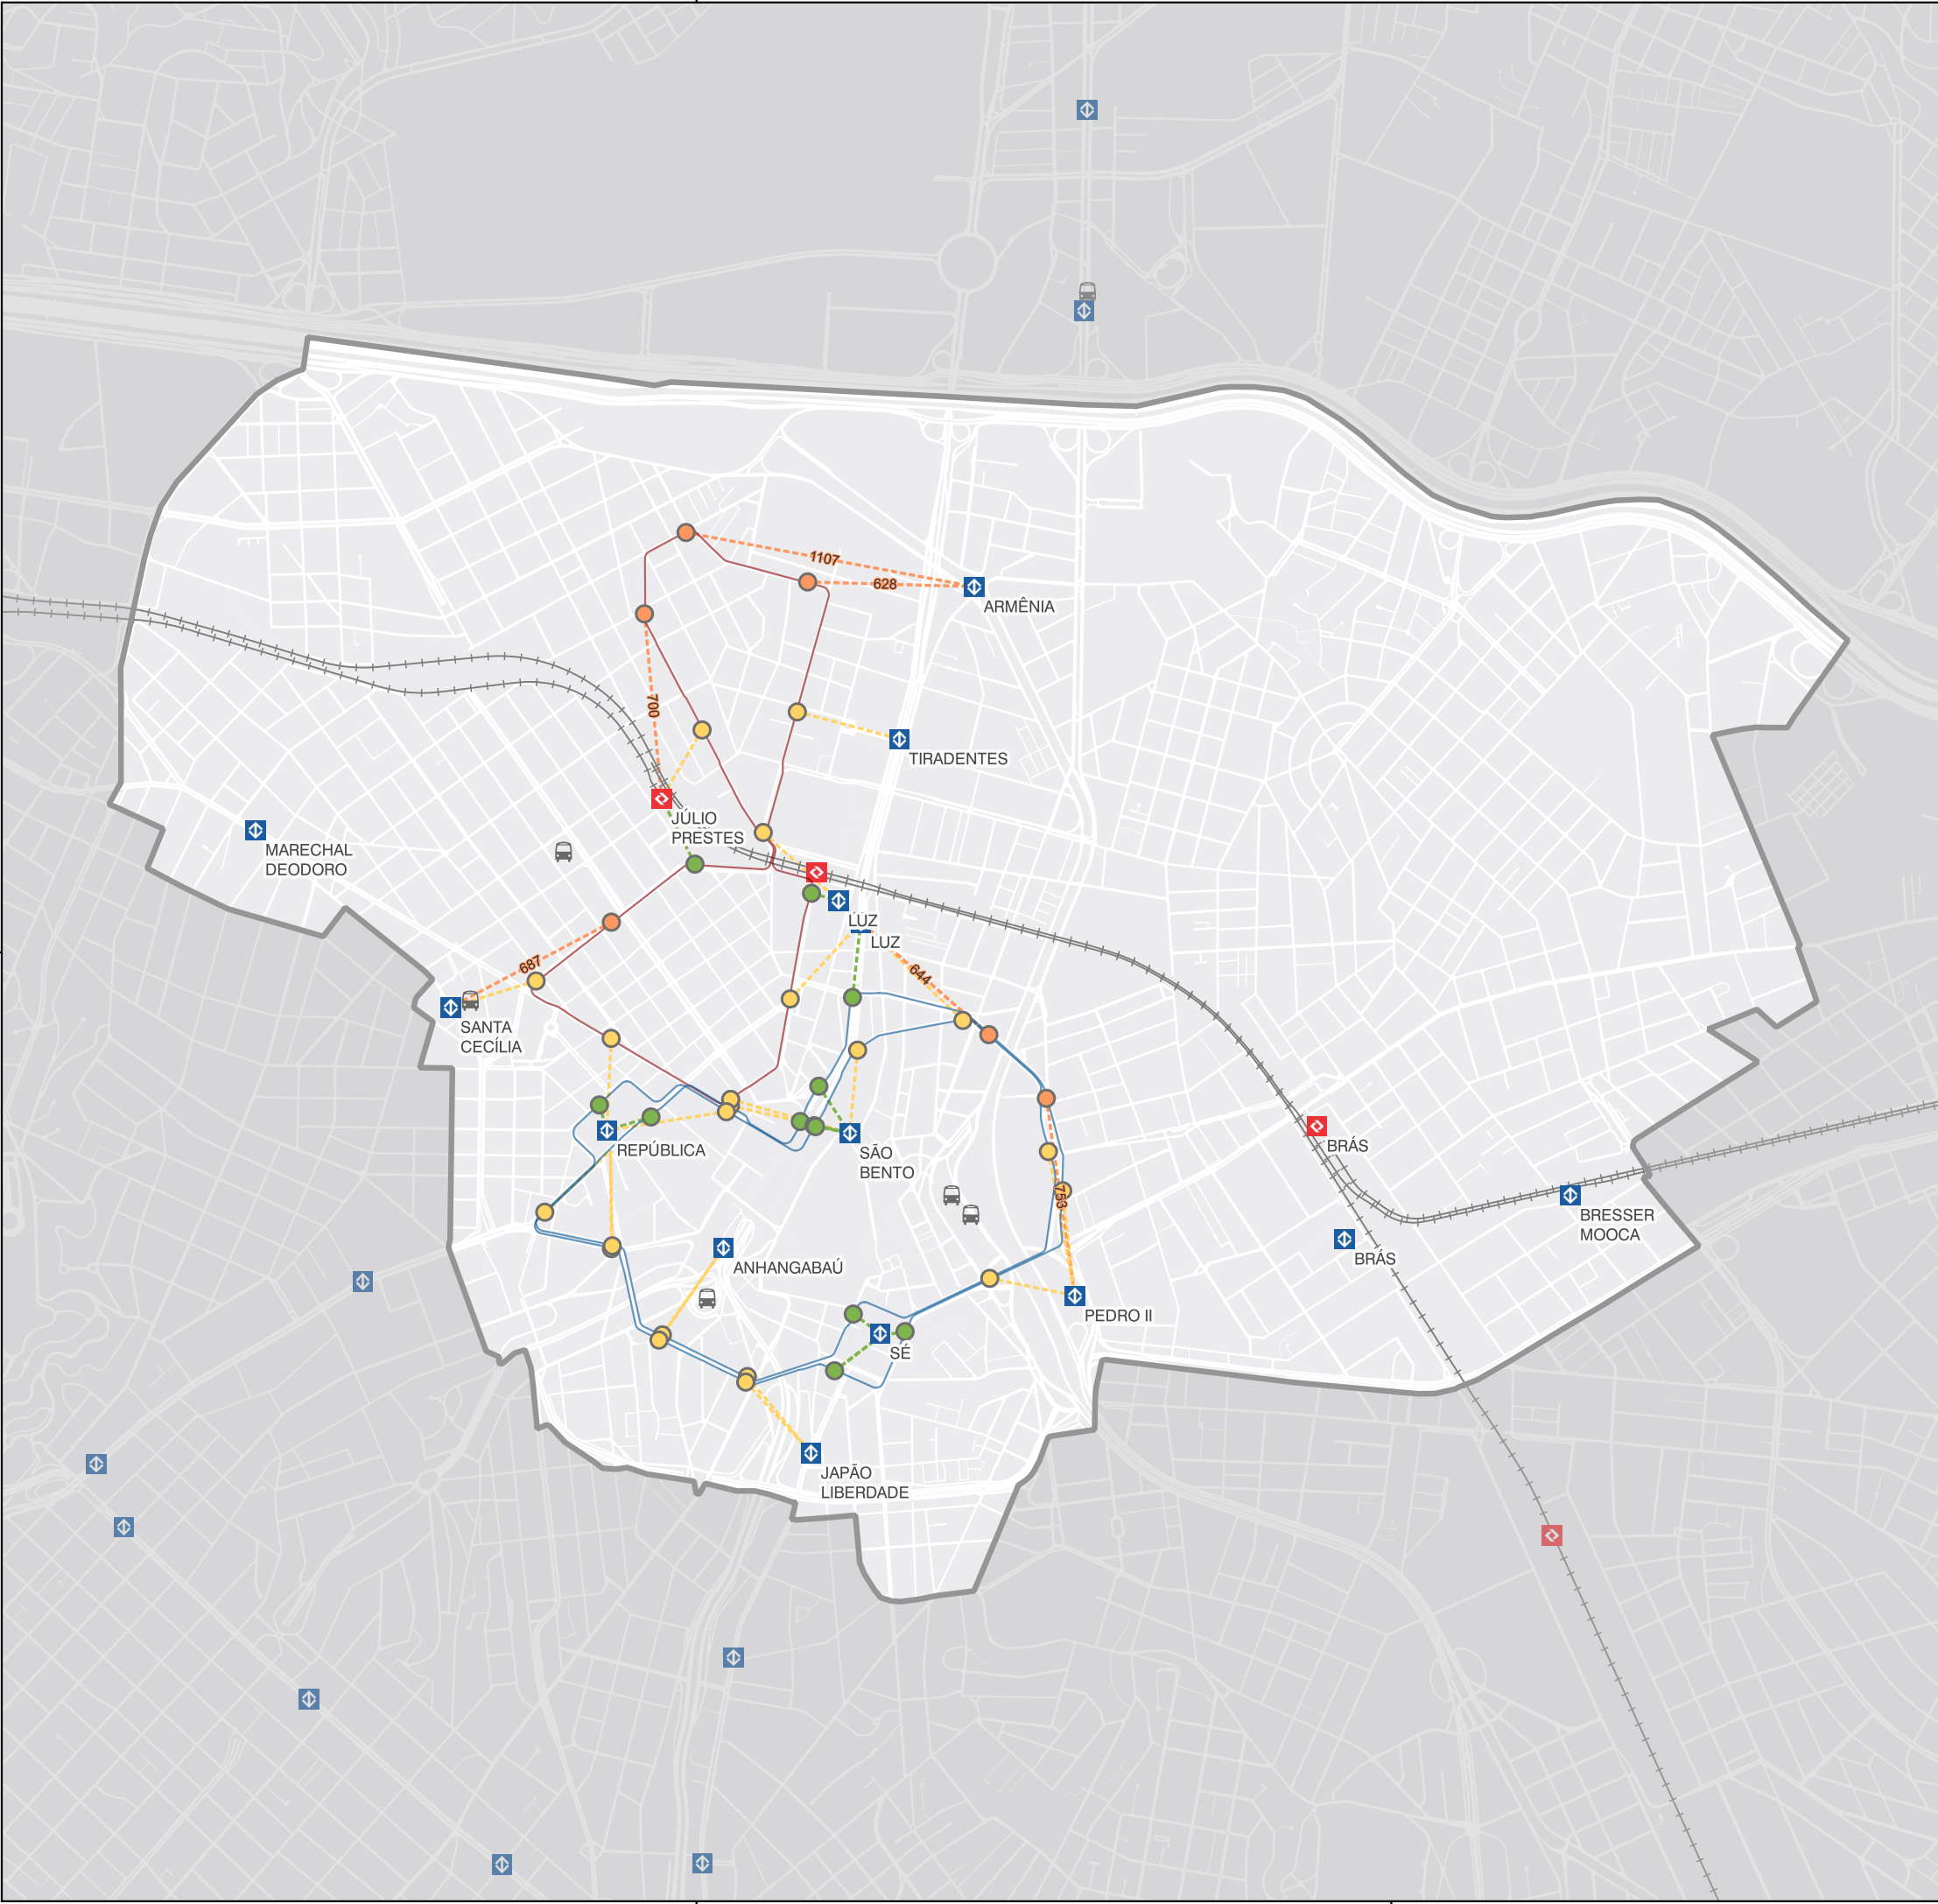 1107
628
ARMÊNIA
700
TIRADENTES
JÚLIO
PRESTES
MARECHAL
DEODORO
LUZ
LUZ
687
644
SANTA
CECÍLIA
REPÚBLICA
SÃO
BENTO
BRÁS
753
BRESSER
MOOCA
BRÁS
ANHANGABAÚ
PEDRO II
SÉ
JAPÃO
LIBERDADE